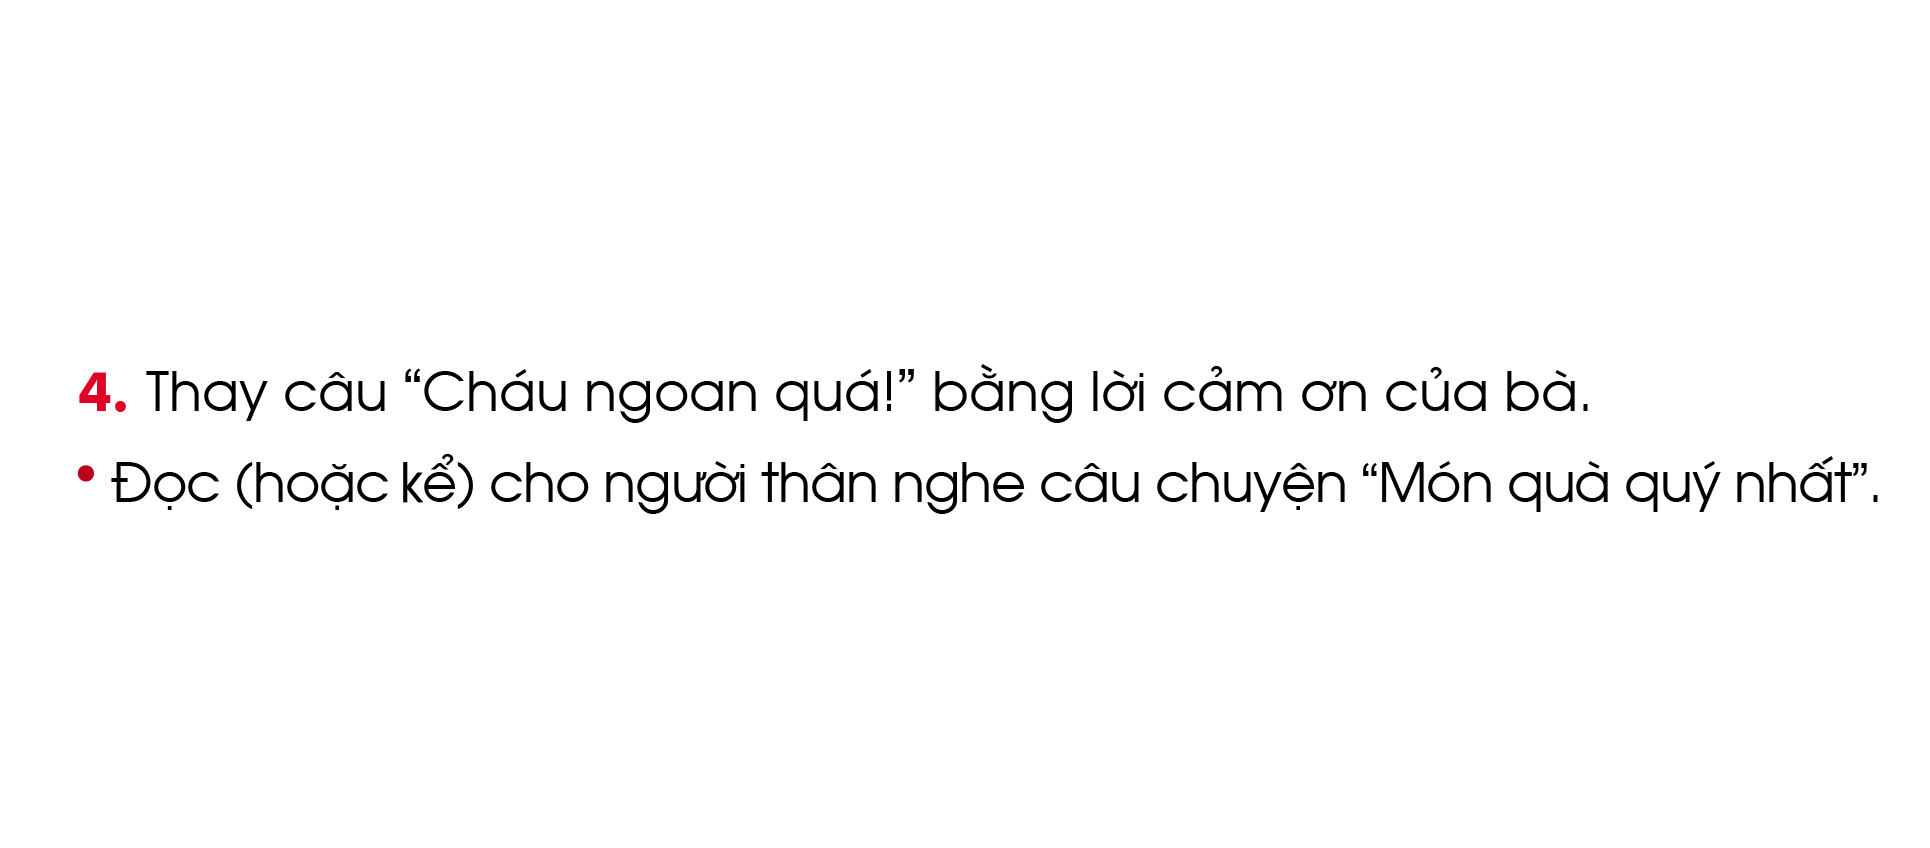 4. Thay câu “Cháu ngoan quá!” bằng lời cảm ơn của bà.
• Đọc (hoặc kể) cho người thân nghe câu chuyện “Món quà quý nhất”.